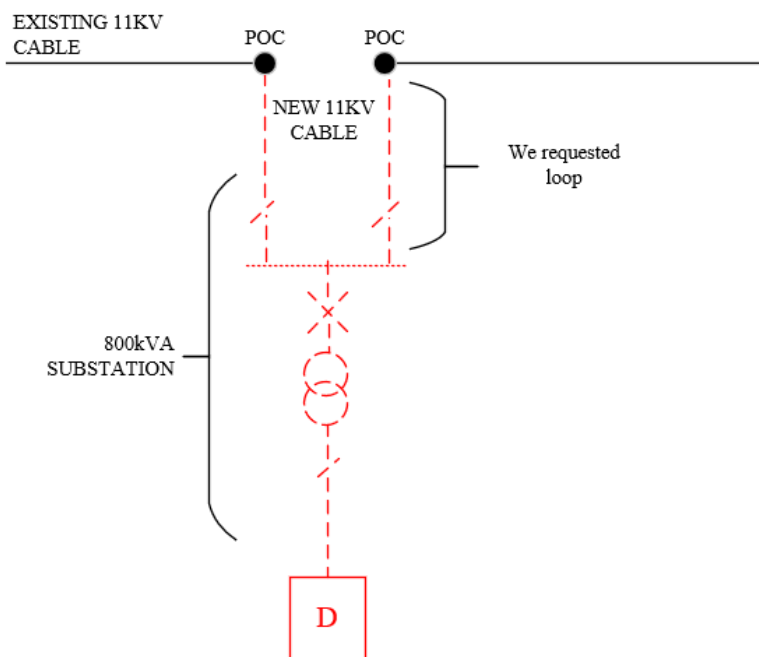 EXISTING 11KV
CABLE
POC
POC
NEW 11KV
CABLE
We requested
loop
800kVA
SUBSTATION
D